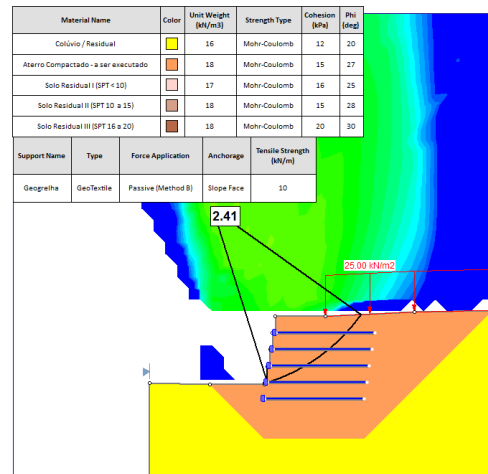 Material Name Color Unit Weight (kN/m3) Strength Type Cohesion (kPa) Phi (deg)
Colúvio / Residual 16 Mohr-Coulomb 12 20
Aterro Compactado - a ser executado 18 Mohr-Coulomb 15 27
Solo Residual I (SPT < 10) 17 Mohr-Coulomb 16 25
Solo Residual II (SPT 10 a 15) 18 Mohr-Coulomb 15 28
Solo Residual III (SPT 16 a 20) 18 Mohr-Coulomb 20 30
Support Name Type Force Application Anchorage Tensile Strength (kN/m)
Geogrelha GeoTextile Passive (Method B) Slope Face 10
2.41
25.00 kN/m2